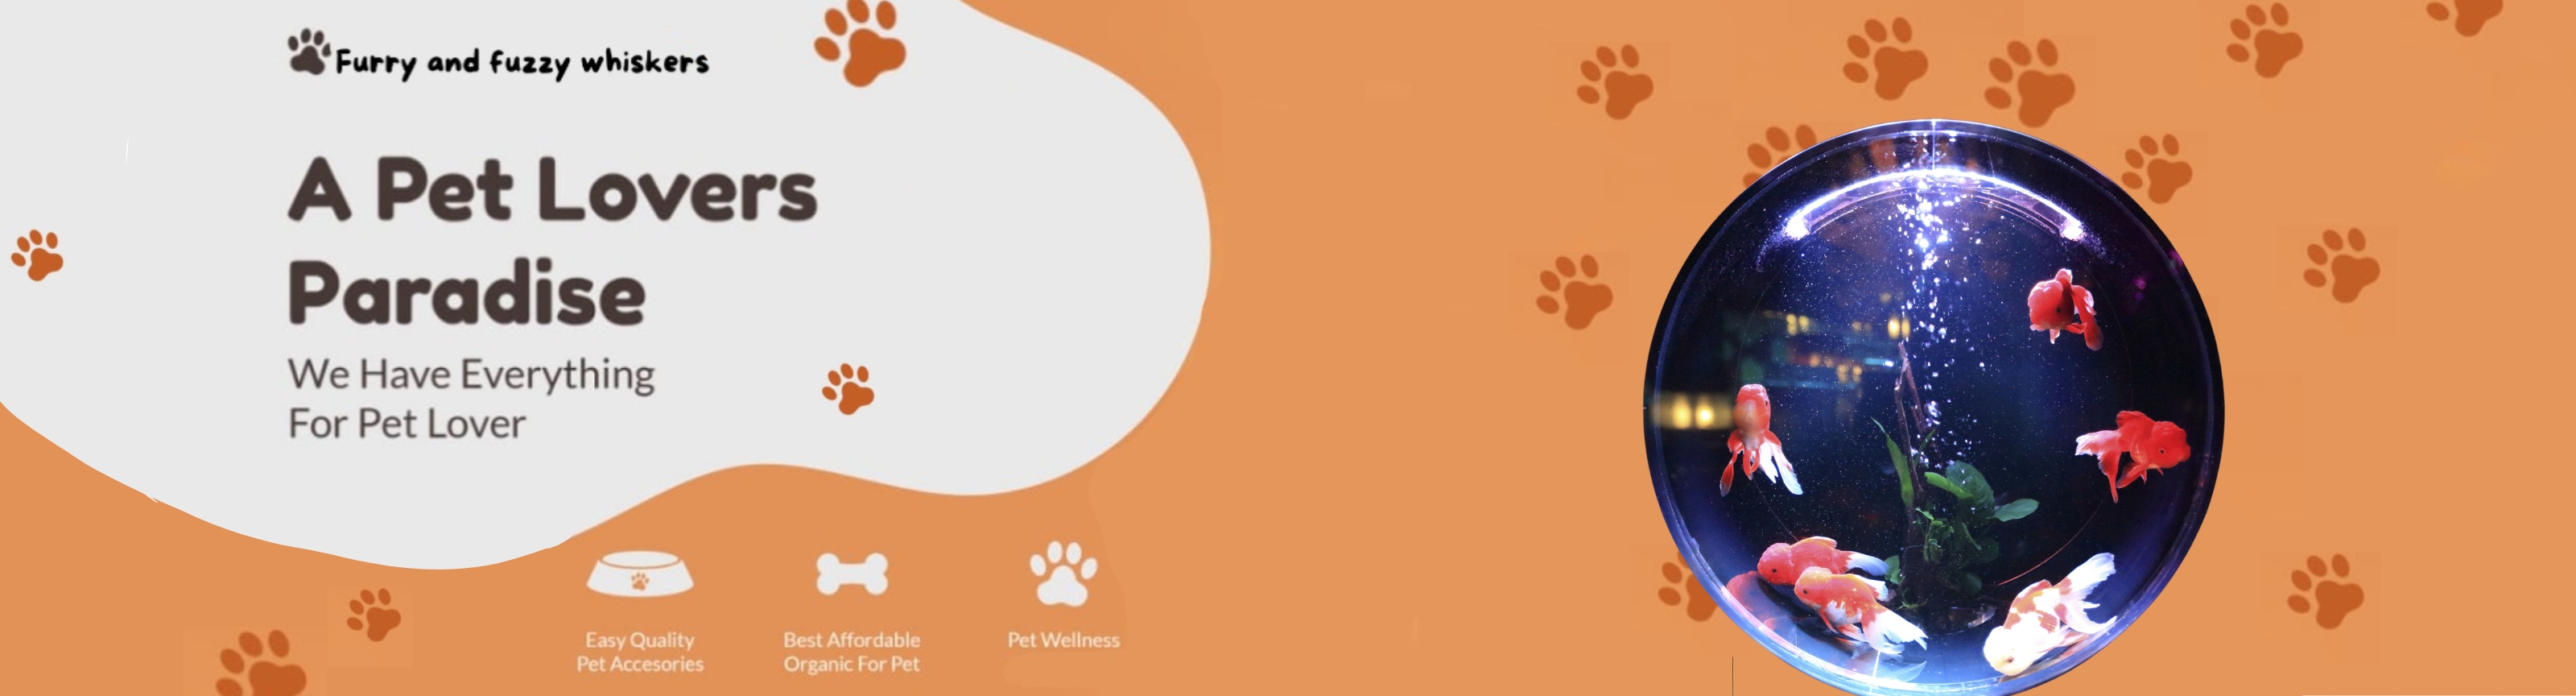 Furry and fuzzy whiskers
A Pet Lovers
Paradise
We Have Everything
For Pet Lover
Easy Quality
Pet Accesories
Best Affordable
Organic For Pet
Pet Wellness